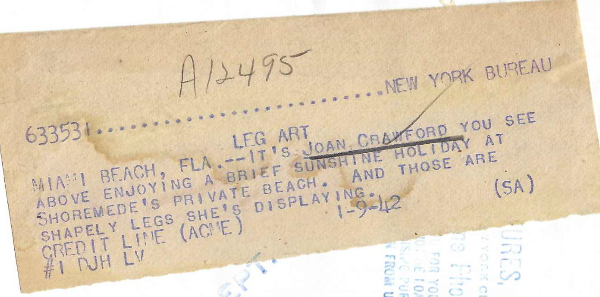 A12495
633531..............................NEW YORK BUREAU
LEG ART
MIAMI BEACH, FLA.--IT'S JOAN CRAWFORD YOU SEE
ABOVE ENJOYING A BRIEF SUNSHINE HOLIDAY AT
SHOREMEDE'S PRIVATE BEACH. AND THOSE ARE
SHAPELY LEGS SHE'S DISPLAYING.
CREDIT LINE (ACME) 1-9-42 (SA)
#1 DJH LV